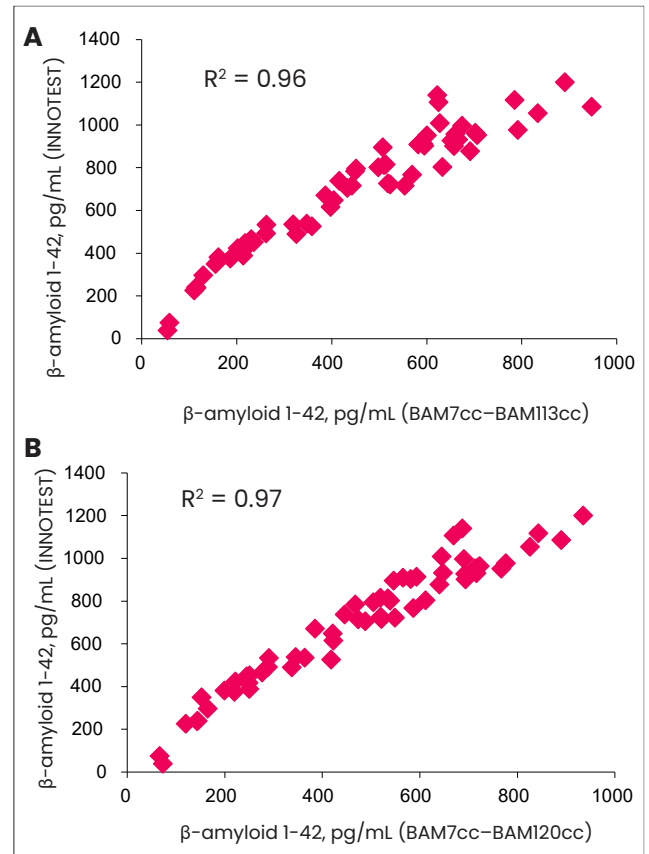 A
R² = 0.96
β-amyloid 1-42, pg/mL (INNOTEST)
1400
1200
1000
800
600
400
200
0
0 200 400 600 800 1000
β-amyloid 1-42, pg/mL (BAM7cc–BAM113cc)
B
R² = 0.97
β-amyloid 1-42, pg/mL (INNOTEST)
1400
1200
1000
800
600
400
200
0
0 200 400 600 800 1000
β-amyloid 1-42, pg/mL (BAM7cc–BAM120cc)